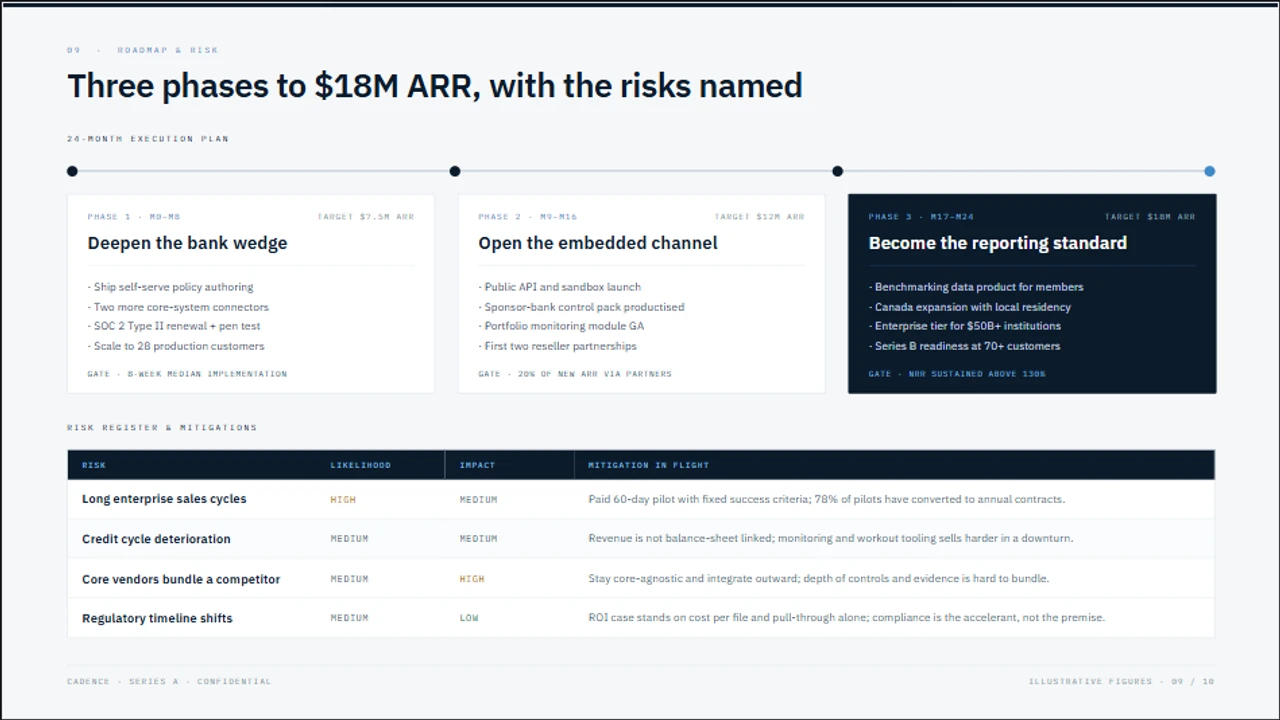 09 · ROADMAP & RISK
Three phases to $18M ARR, with the risks named
24-MONTH EXECUTION PLAN
PHASE 1 · M0-M8 TARGET $7.5M ARR
Deepen the bank wedge
- Ship self-serve policy authoring
- Two more core-system connectors
- SOC 2 Type II renewal + pen test
- Scale to 28 production customers
GATE · 8-WEEK MEDIAN IMPLEMENTATION
PHASE 2 · M9-M16 TARGET $12M ARR
Open the embedded channel
- Public API and sandbox launch
- Sponsor-bank control pack productised
- Portfolio monitoring module GA
- First two reseller partnerships
GATE · 20% OF NEW ARR VIA PARTNERS
PHASE 3 · M17-M24 TARGET $18M ARR
Become the reporting standard
- Benchmarking data product for members
- Canada expansion with local residency
- Enterprise tier for $50B+ institutions
- Series B readiness at 70+ customers
GATE · NRR SUSTAINED ABOVE 130%
RISK REGISTER & MITIGATIONS
RISK LIKELIHOOD IMPACT MITIGATION IN FLIGHT
Long enterprise sales cycles HIGH MEDIUM Paid 60-day pilot with fixed success criteria; 78% of pilots have converted to annual contracts.
Credit cycle deterioration MEDIUM MEDIUM Revenue is not balance-sheet linked; monitoring and workout tooling sells harder in a downturn.
Core vendors bundle a competitor MEDIUM HIGH Stay core-agnostic and integrate outward; depth of controls and evidence is hard to bundle.
Regulatory timeline shifts MEDIUM LOW ROI case stands on cost per file and pull-through alone; compliance is the accelerant, not the premise.
CADENCE · SERIES A · CONFIDENTIAL ILLUSTRATIVE FIGURES · 09 / 10